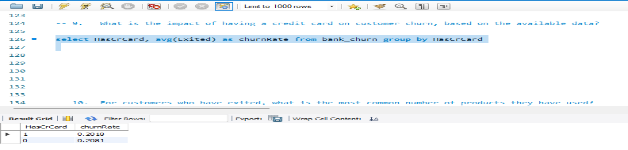 Limit to 1000 rows
123
124 -- 9. What is the impact of having a credit card on customer churn, based on the available data?
125
126 select HasCrCard, avg(Exited) as churnRate from bank_churn group by HasCrCard
127
128
129
130
131
132
133
134 -- 10. For customers who have exited, what is the most common number of products they have used?
Result Grid Filter Rows: Export: Wrap Cell Content:
HasCrCard churnRate
1
0 0.2081